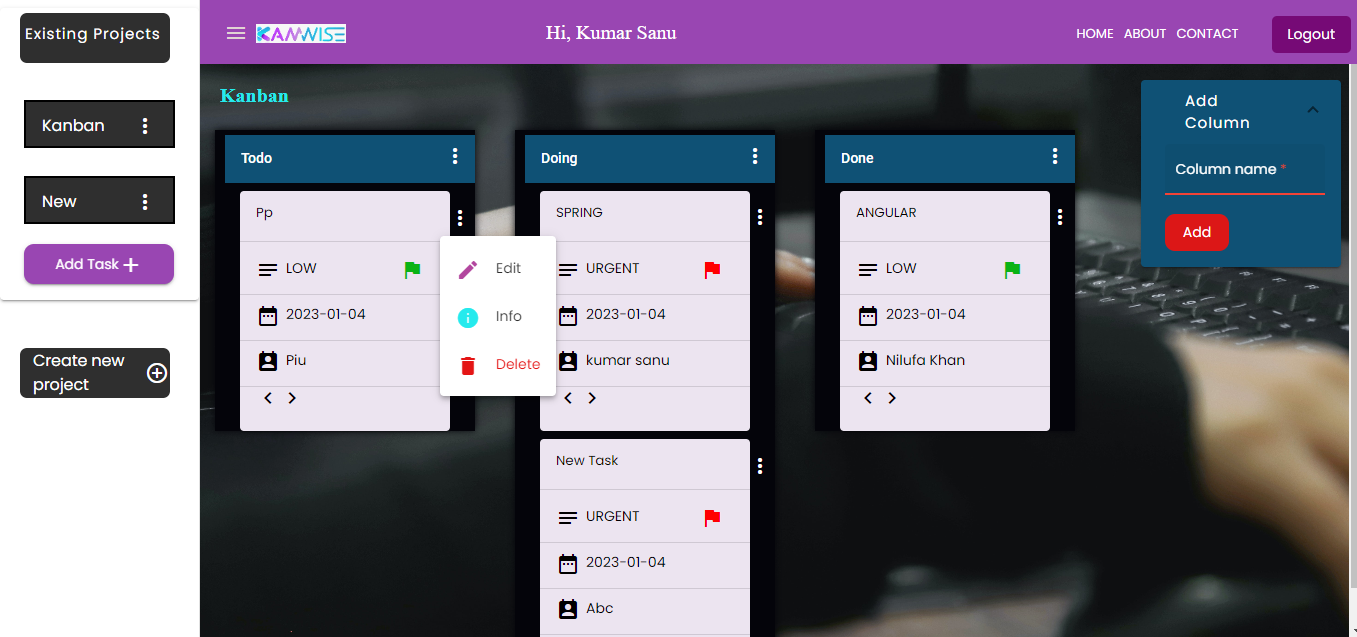 Existing Projects
KAMWISE
Hi, Kumar Sanu
HOME ABOUT CONTACT
Logout
Kanban
New
Add Task
Create new
project
Kanban
Todo
Pp
LOW
2023-01-04
Piu
Edit
Info
Delete
Doing
SPRING
URGENT
2023-01-04
kumar sanu
New Task
URGENT
2023-01-04
Abc
Done
ANGULAR
LOW
2023-01-04
Nilufa Khan
Add
Column
Column name *
Add